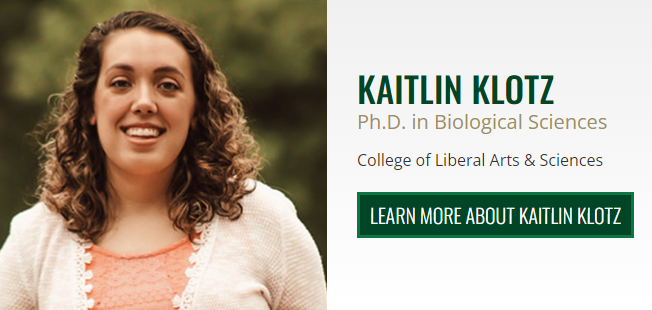 KAITLIN KLOTZ
Ph.D. in Biological Sciences
College of Liberal Arts & Sciences
LEARN MORE ABOUT KAITLIN KLOTZ